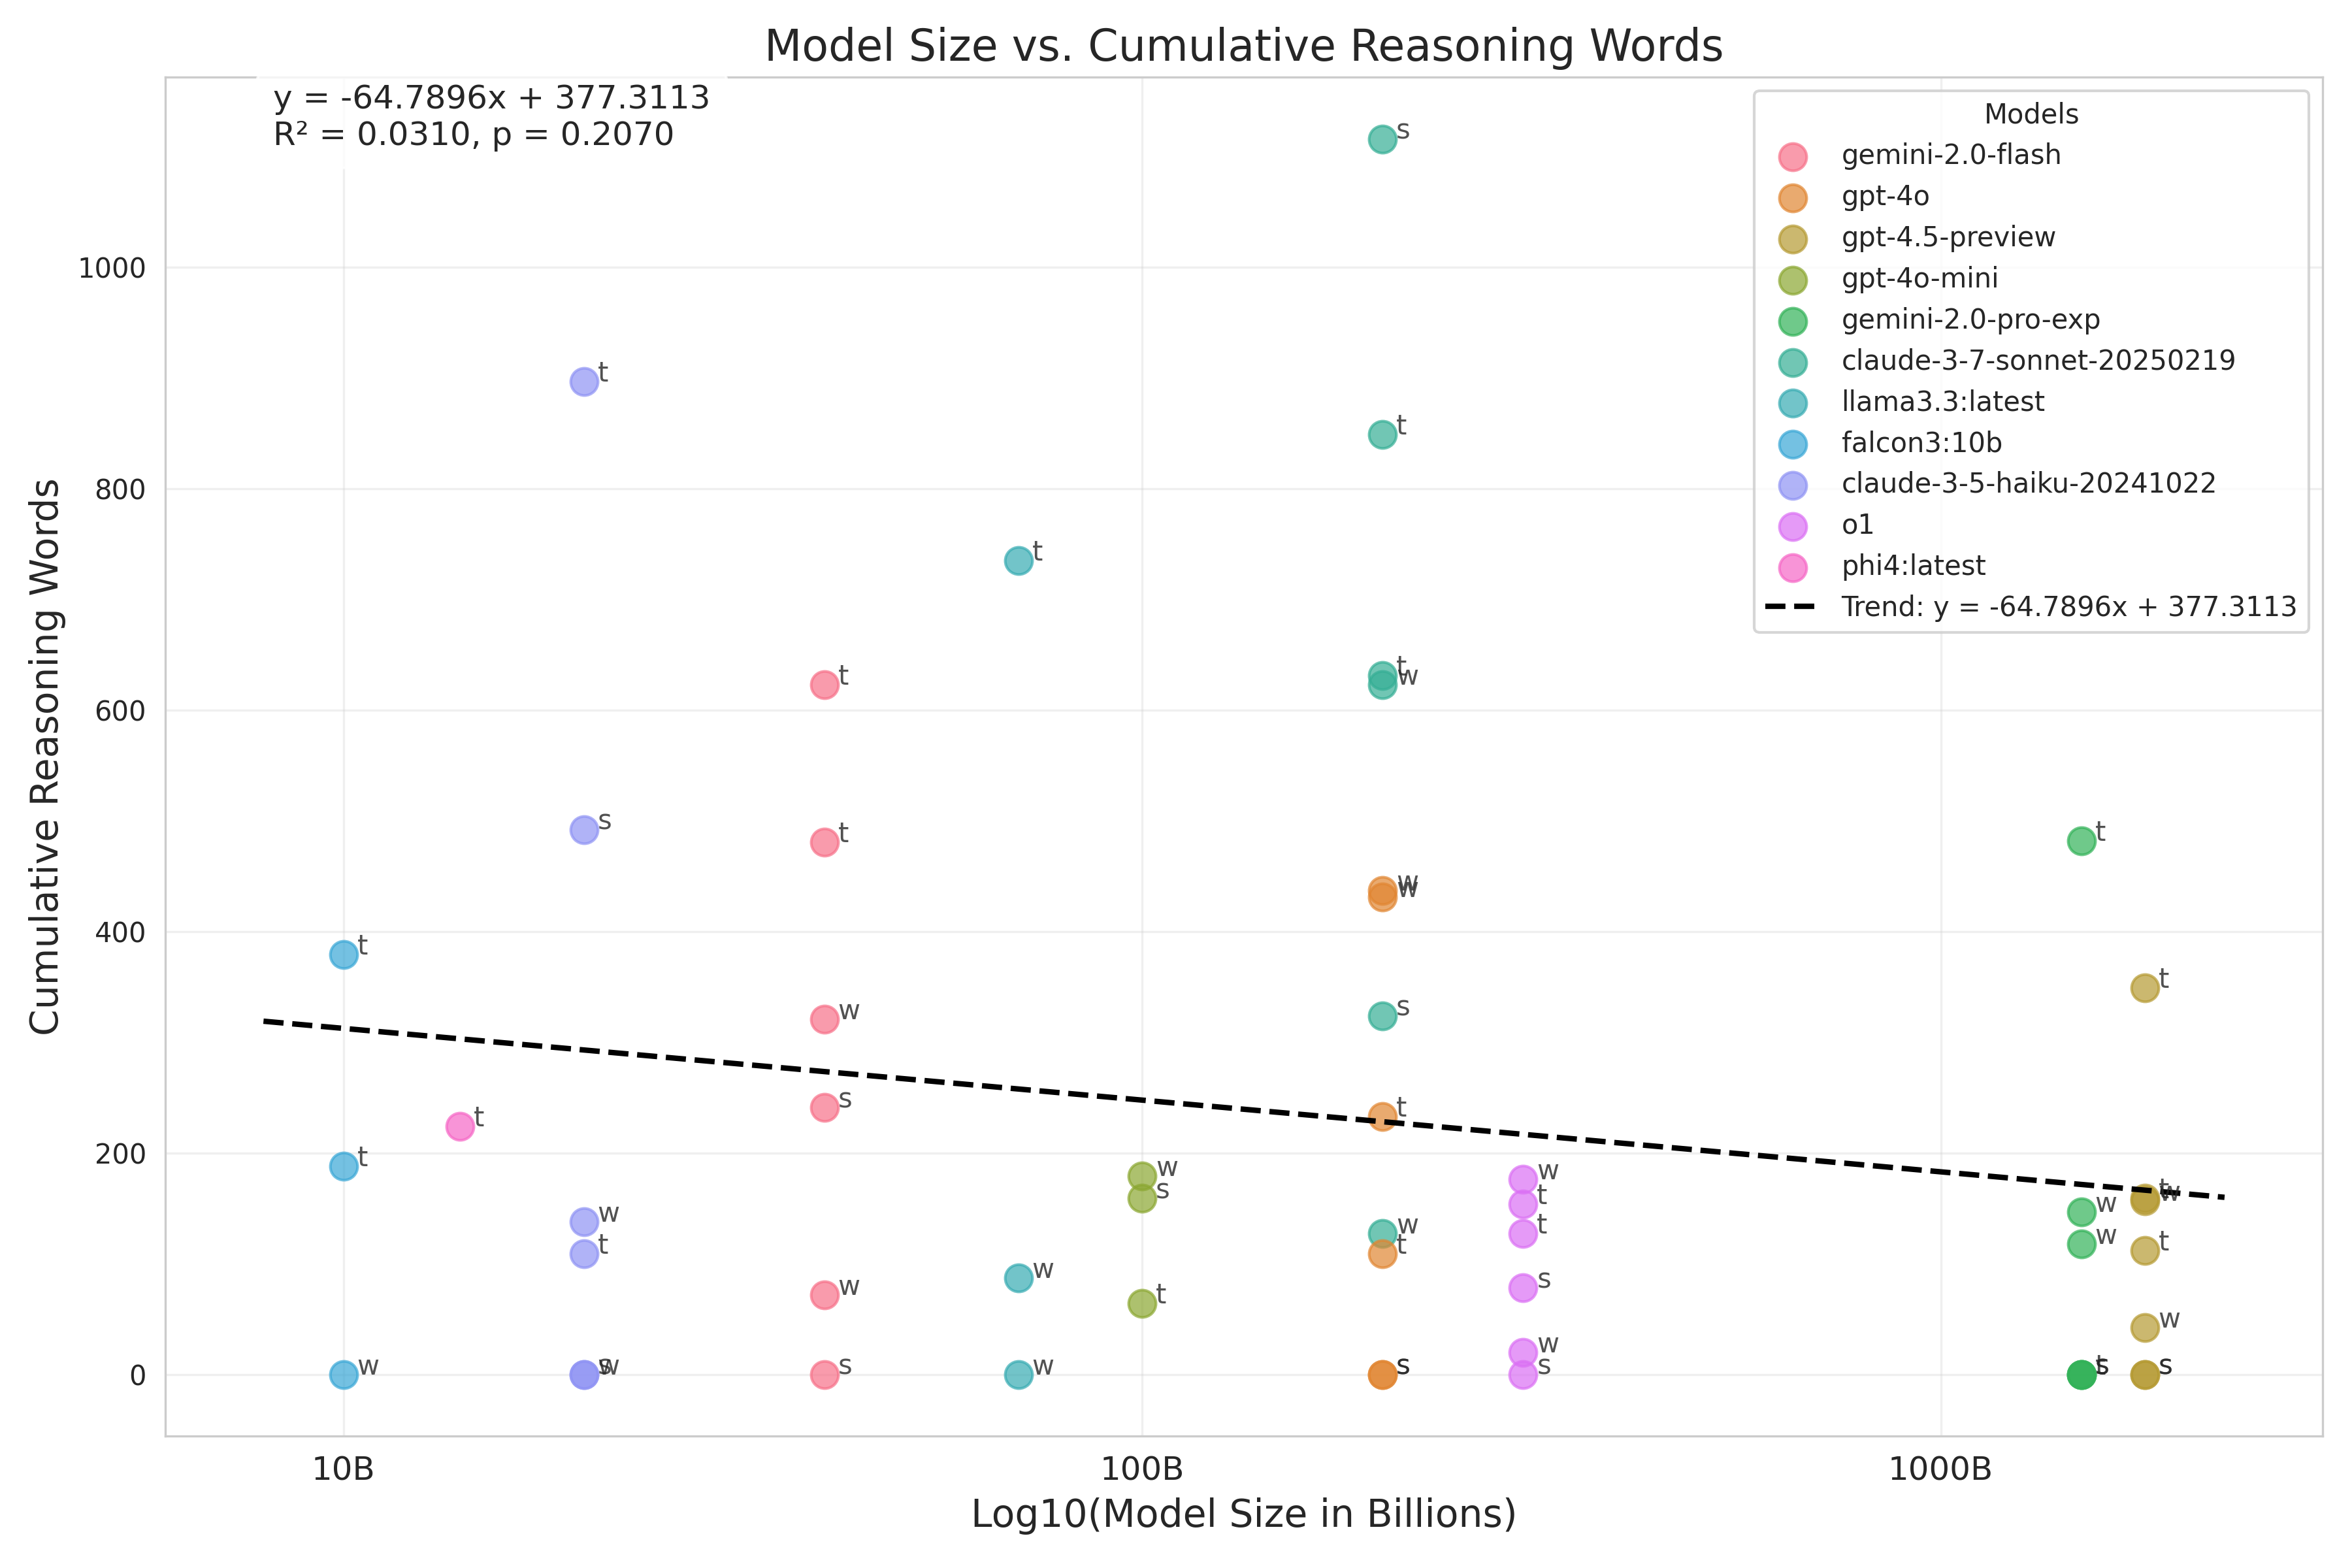 Model Size vs. Cumulative Reasoning Words
y = -64.7896x + 377.3113
R² = 0.0310, p = 0.2070
Models
gemini-2.0-flash
gpt-4o
gpt-4.5-preview
gpt-4o-mini
gemini-2.0-pro-exp
claude-3-7-sonnet-20250219
llama3.3:latest
falcon3:10b
claude-3-5-haiku-20241022
o1
phi4:latest
Trend: y = -64.7896x + 377.3113
Cumulative Reasoning Words
1000
800
600
400
200
0
t
t
w
t
t
s
w
t
s
w
t
t
w
s
w
s
t
w
w
w
s
t
s
t
t
w
w
w
s
t
w
t
s
w
t
t
s
w
s
t
w
w
t
s
t
t
w
t
w
s
10B
100B
1000B
Log10(Model Size in Billions)